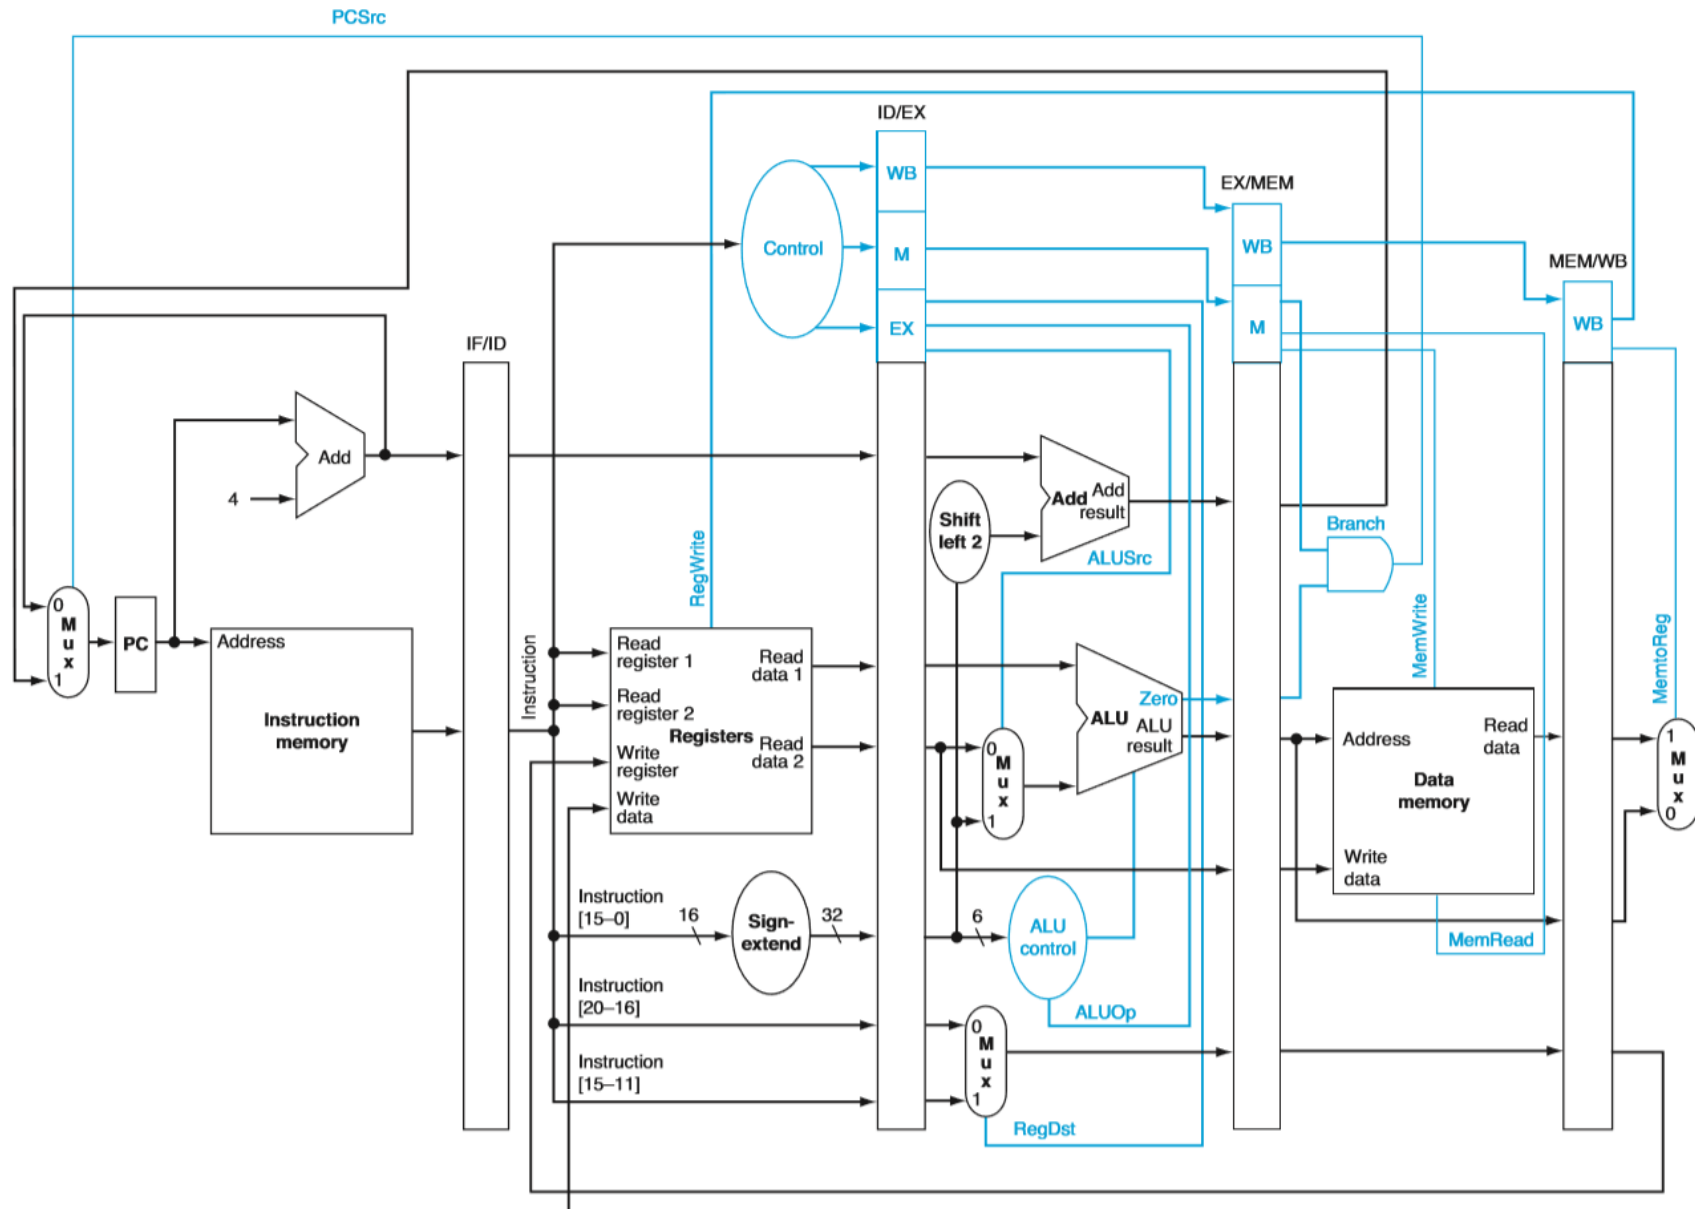 PCSrc
ID/EX
WB
EX/MEM
Control
M
WB
MEM/WB
EX
M
WB
IF/ID
Add
4
Shift
left 2
Add
Add
result
Branch
ALUSrc
RegWrite
MemWrite
MemtoReg
0
M
u
x
1
PC
Address
Instruction
memory
Instruction
Read
register 1
Read
register 2
Write
register
Write
data
Registers
Read
data 1
Read
data 2
0
M
u
x
1
Zero
ALU
ALU
result
Address
Read
data
Data
memory
Write
data
MemRead
1
M
u
x
0
Instruction
[15–0]
16
Sign-
extend
32
6
ALU
control
ALUOp
Instruction
[20–16]
Instruction
[15–11]
0
M
u
x
1
RegDst